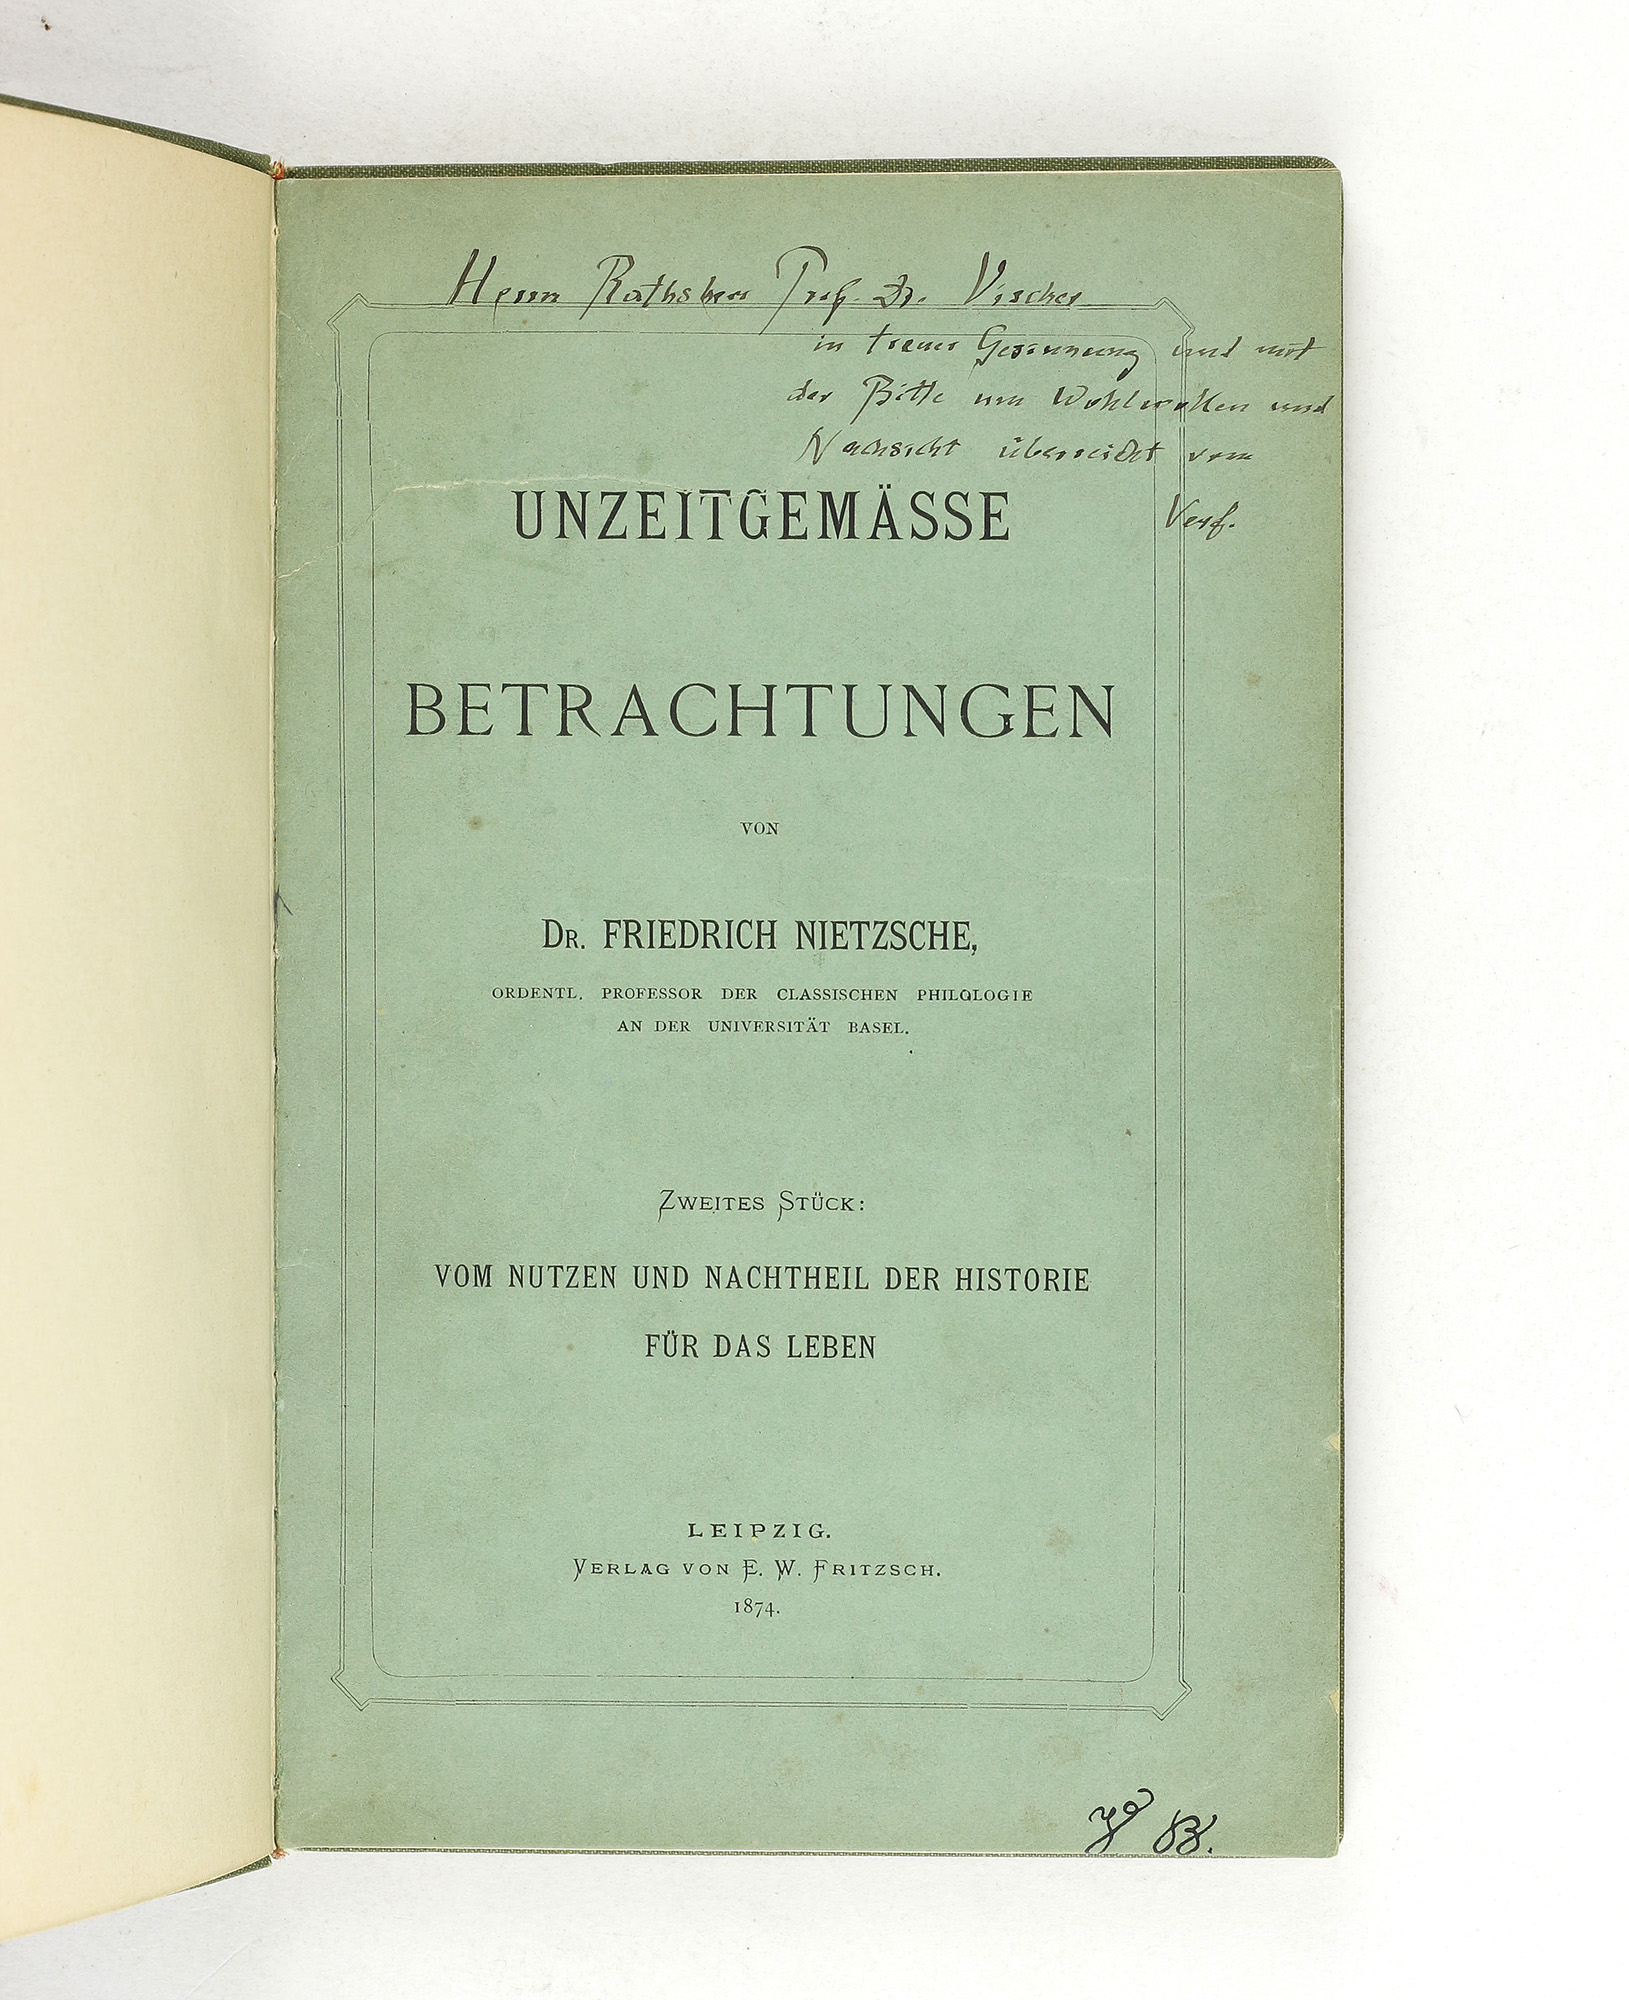 Herrn Rathsherr Prof. Dr. Vischer
in treuer Gesinnung und mit
der Bitte um Wohlwollen und
Nachsicht überreicht vom
Verf.
UNZEITGEMÄSSE
BETRACHTUNGEN
VON
DR. FRIEDRICH NIETZSCHE,
ORDENTL. PROFESSOR DER CLASSISCHEN PHILOLOGIE
AN DER UNIVERSITÄT BASEL.
ZWEITES STÜCK:
VOM NUTZEN UND NACHTHEIL DER HISTORIE
FÜR DAS LEBEN
LEIPZIG.
VERLAG VON E. W. FRITZSCH.
1874.